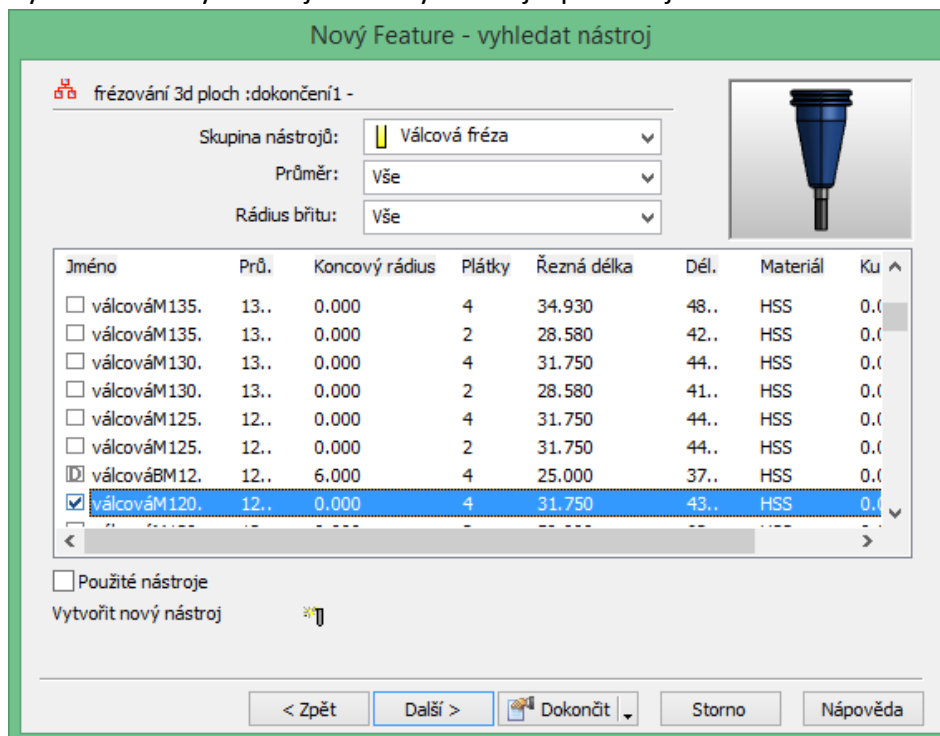 Nový Feature - vyhledat nástroj
frézování 3d ploch :dokončení1 -
Skupina nástrojů: Válcová fréza
Průměr: Vše
Rádius břitu: Vše
Jméno Prů. Koncový rádius Plátky Řezná délka Dél. Materiál Ku
válcováM135. 13.. 0.000 4 34.930 48.. HSS 0.(
válcováM135. 13.. 0.000 2 28.580 42.. HSS 0.(
válcováM130. 13.. 0.000 4 31.750 44.. HSS 0.(
válcováM130. 13.. 0.000 2 28.580 41.. HSS 0.(
válcováM125. 12.. 0.000 4 31.750 44.. HSS 0.(
válcováM125. 12.. 0.000 2 31.750 44.. HSS 0.(
D válcováBM12. 12.. 6.000 4 25.000 37.. HSS 0.(
válcováM120. 12.. 0.000 4 31.750 43.. HSS 0.(
Použité nástroje
Vytvořit nový nástroj
< Zpět Další > Dokončit Storno Nápověda